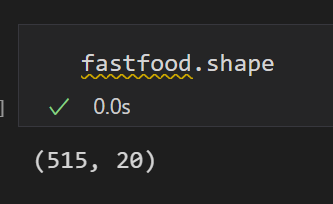 fastfood.shape
]
0.0s
(515, 20)